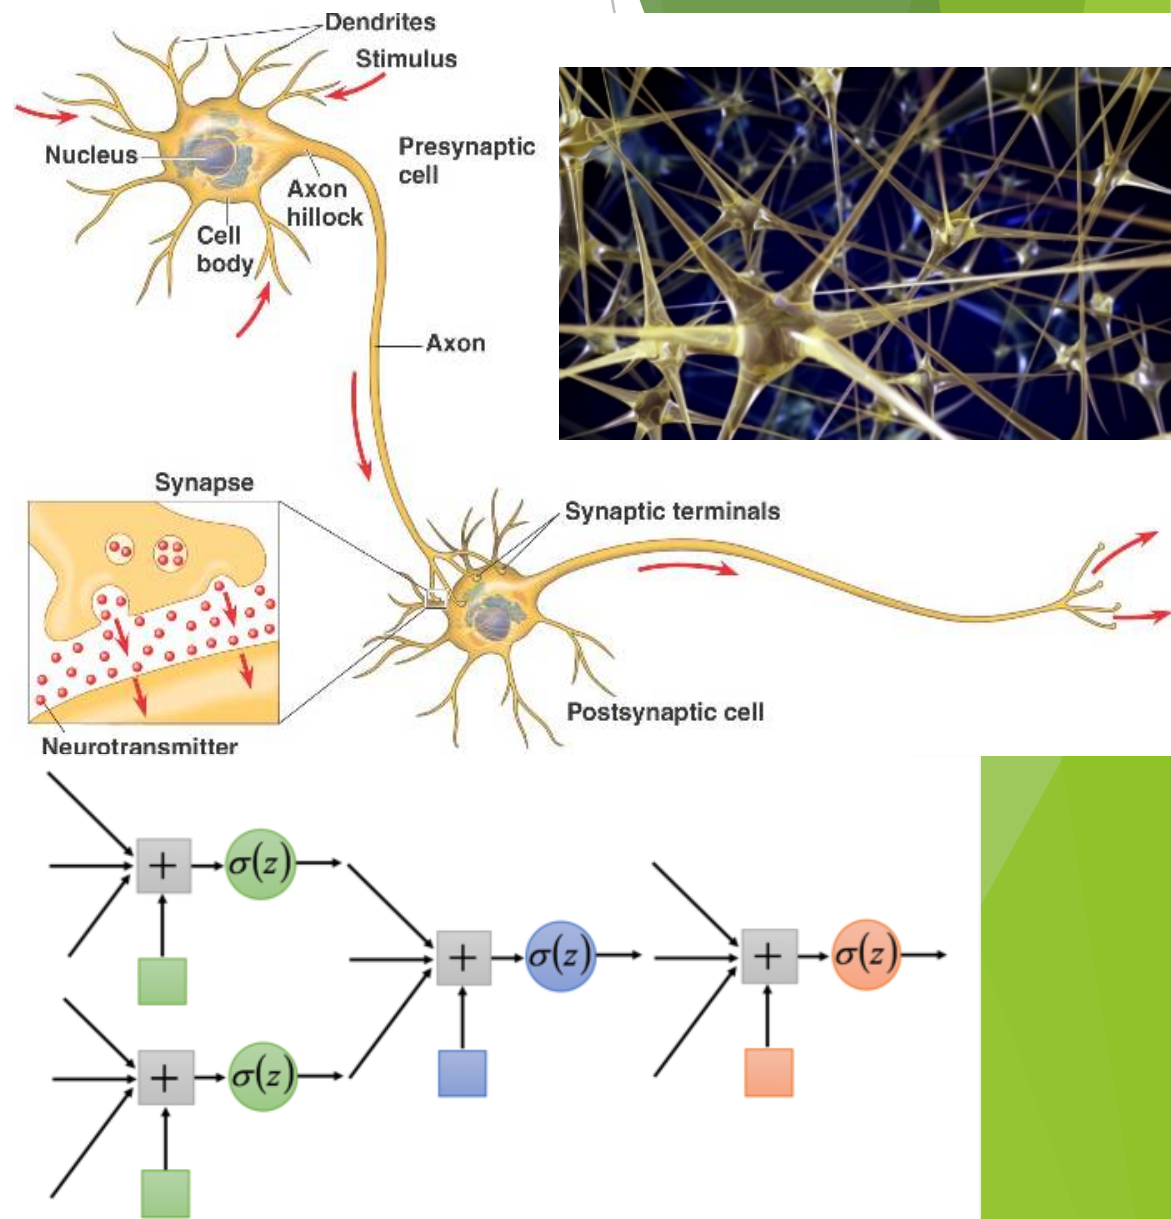 Dendrites
Stimulus
Nucleus
Presynaptic
cell
Axon
hillock
Cell
body
Axon
Synapse
Synaptic terminals
Postsynaptic cell
Neurotransmitter
+
σ(z)
+
σ(z)
+
σ(z)
+
σ(z)